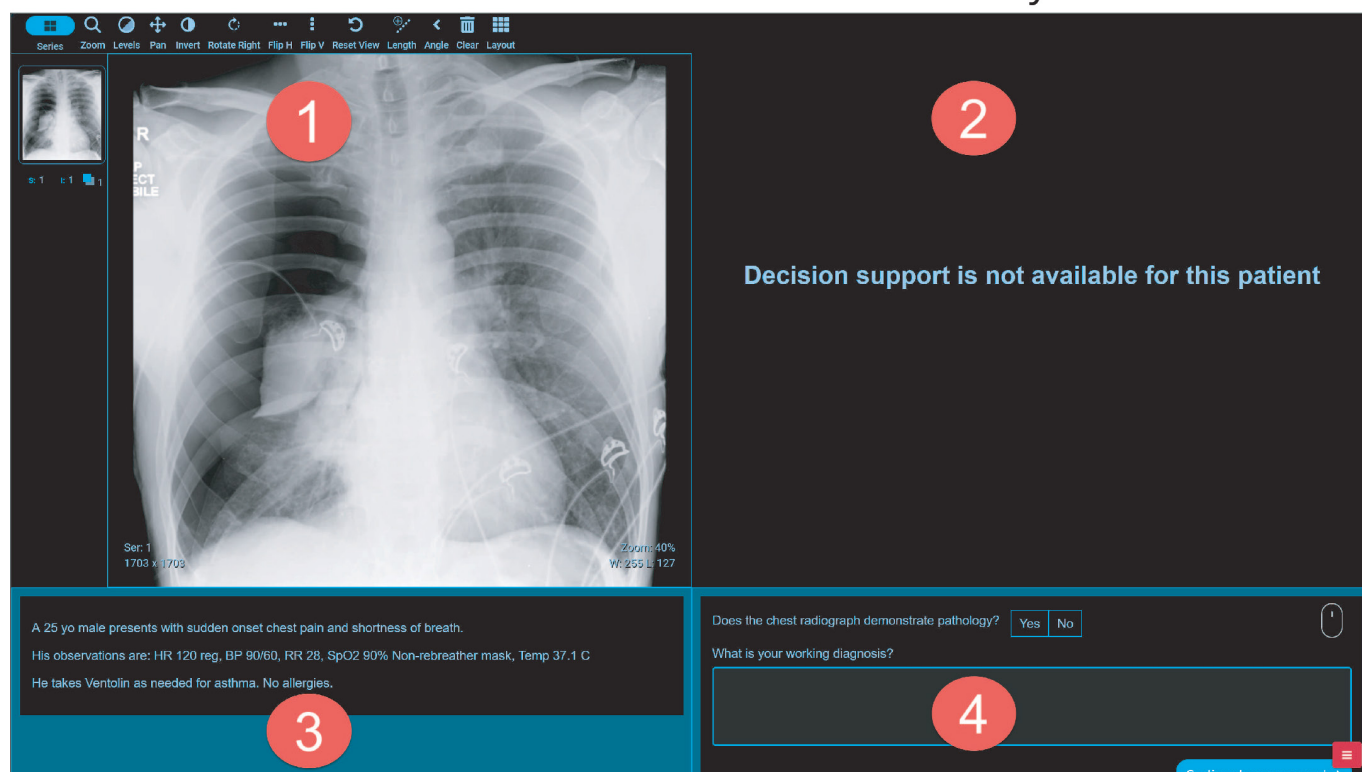 Series Zoom Levels Pan Invert Rotate Right Flip H Flip V Reset View Length Angle Clear Layout
S: 1 I: 1 1
R
ECT
BILE
1
2
Decision support is not available for this patient
Ser: 1
1703 x 1703
Zoom: 40%
W: 255 L: 127
A 25 yo male presents with sudden onset chest pain and shortness of breath.
His observations are: HR 120 reg, BP 90/60, RR 28, SpO2 90% Non-rebreather mask, Temp 37.1 C
He takes Ventolin as needed for asthma. No allergies.
3
Does the chest radiograph demonstrate pathology? Yes No
What is your working diagnosis?
4